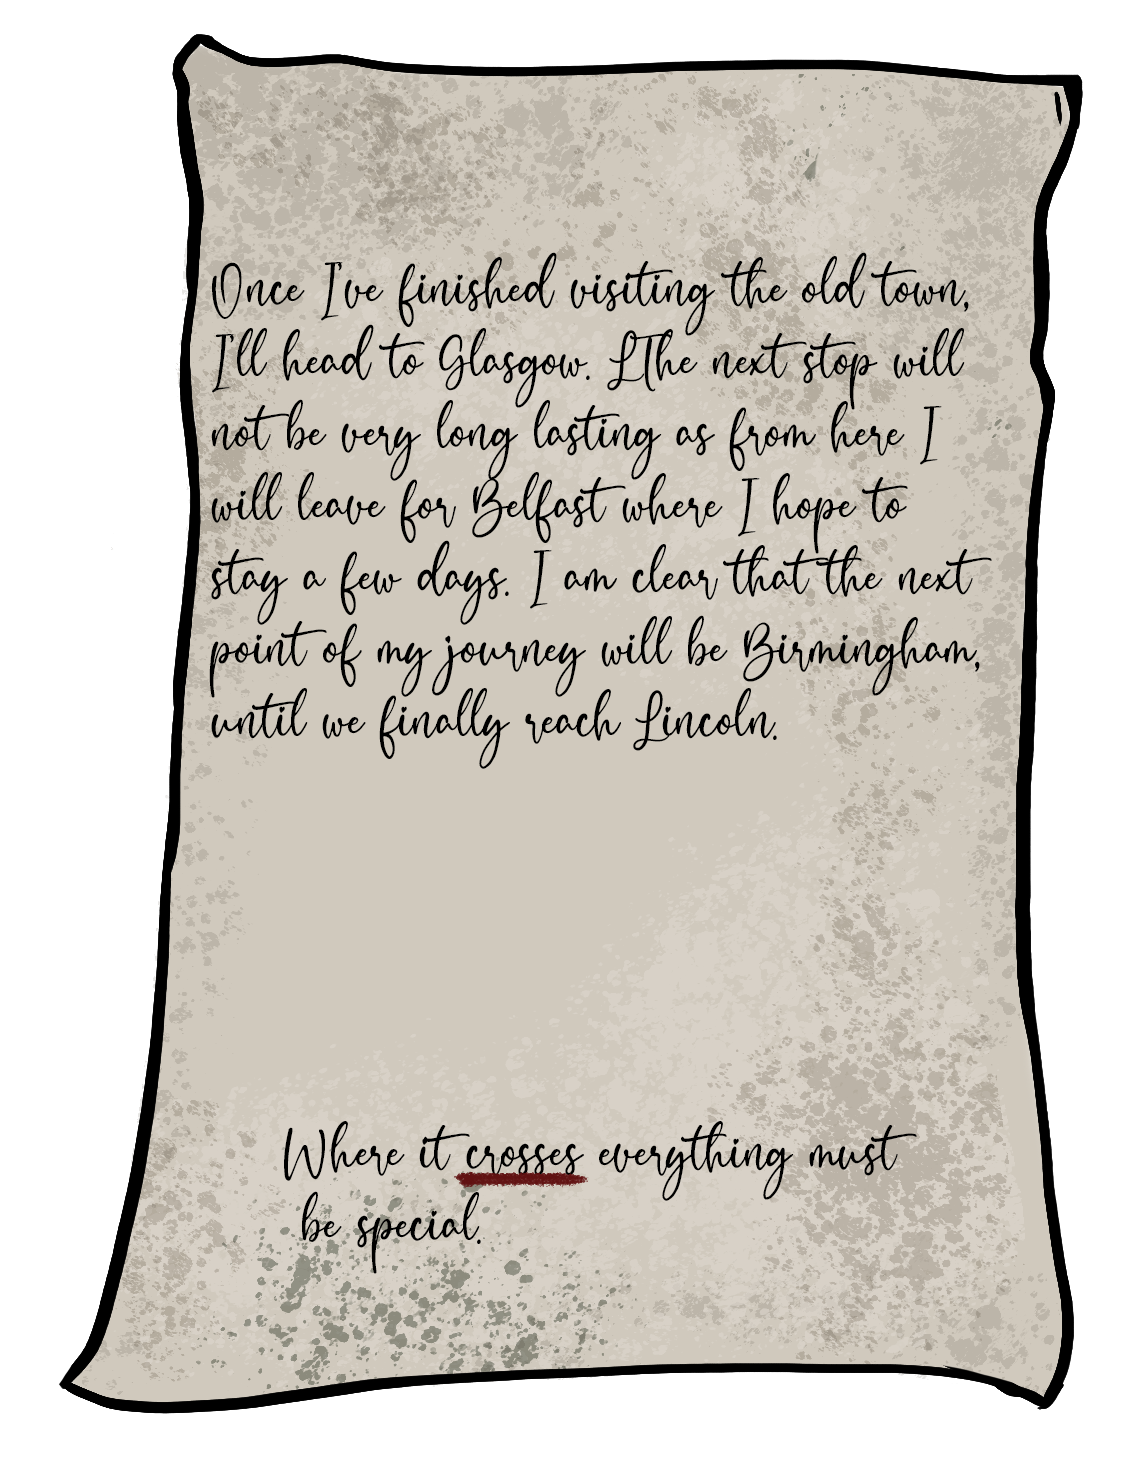 Once I've finished visiting the old town,
I'll head to Glasgow. LThe next stop will
not be very long lasting as from here I
will leave for Belfast where I hope to
stay a few days. I am clear that the next
point of my journey will be Birmingham,
until we finally reach Lincoln.
Where it crosses everything must
be special.